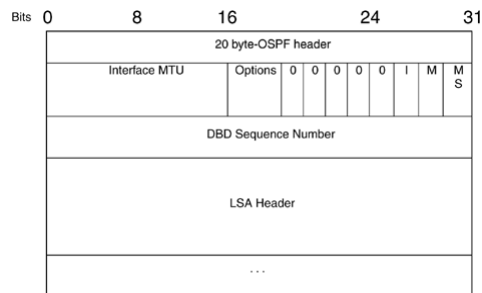 Bits 0 8 16 24 31
20 byte-OSPF header
Interface MTU Options 0 0 0 0 0 I M M
S
DBD Sequence Number
LSA Header
...